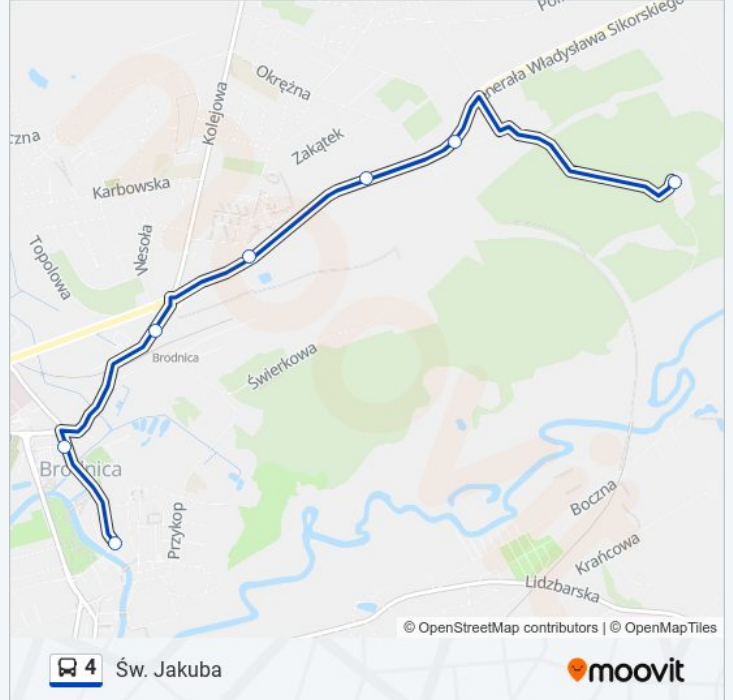 nerała Władysława Sikorskiego
Okrężna
Kolejowa
czna
Zakątek
Karbowska
Wesoła
Topolowa
Brodnica
Świerkowa
Brodnica
Przykop
Boczna
Krańcowa
Lidzbarska
© OpenStreetMap contributors | © OpenMapTiles
4 Św. Jakuba
moovit